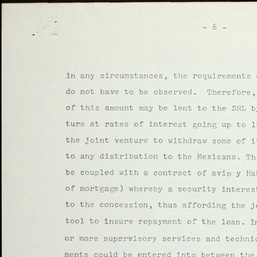 - 6 -
in any circumstances, the requirements
do not have to be observed. Therefore,
of this amount may be lent to the SRL
ture at rates of interest going up to
the joint venture to withdraw some of
to any distribution to the Mexicans.
be coupled with a contract of avio y
of mortgage) whereby a security
to the concession, thus affording the
tool to insure repayment of the loan.
or more suprrvisory services and
ments could be entered into between the